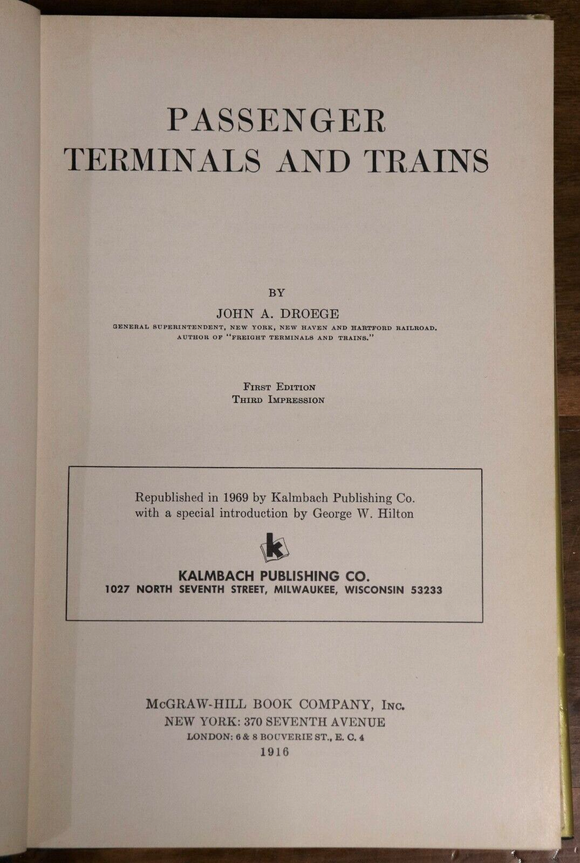 PASSENGER
TERMINALS AND TRAINS
BY
JOHN A. DROEGE
GENERAL SUPERINTENDENT, NEW YORK, NEW HAVEN AND HARTFORD RAILROAD.
AUTHOR OF "FREIGHT TERMINALS AND TRAINS."
FIRST EDITION
THIRD IMPRESSION
Republished in 1969 by Kalmbach Publishing Co.
with a special introduction by George W. Hilton
k
KALMBACH PUBLISHING CO.
1027 NORTH SEVENTH STREET, MILWAUKEE, WISCONSIN 53233
McGRAW-HILL BOOK COMPANY, INC.
NEW YORK: 370 SEVENTH AVENUE
LONDON: 6 & 8 BOUVERIE ST., E. C. 4
1916